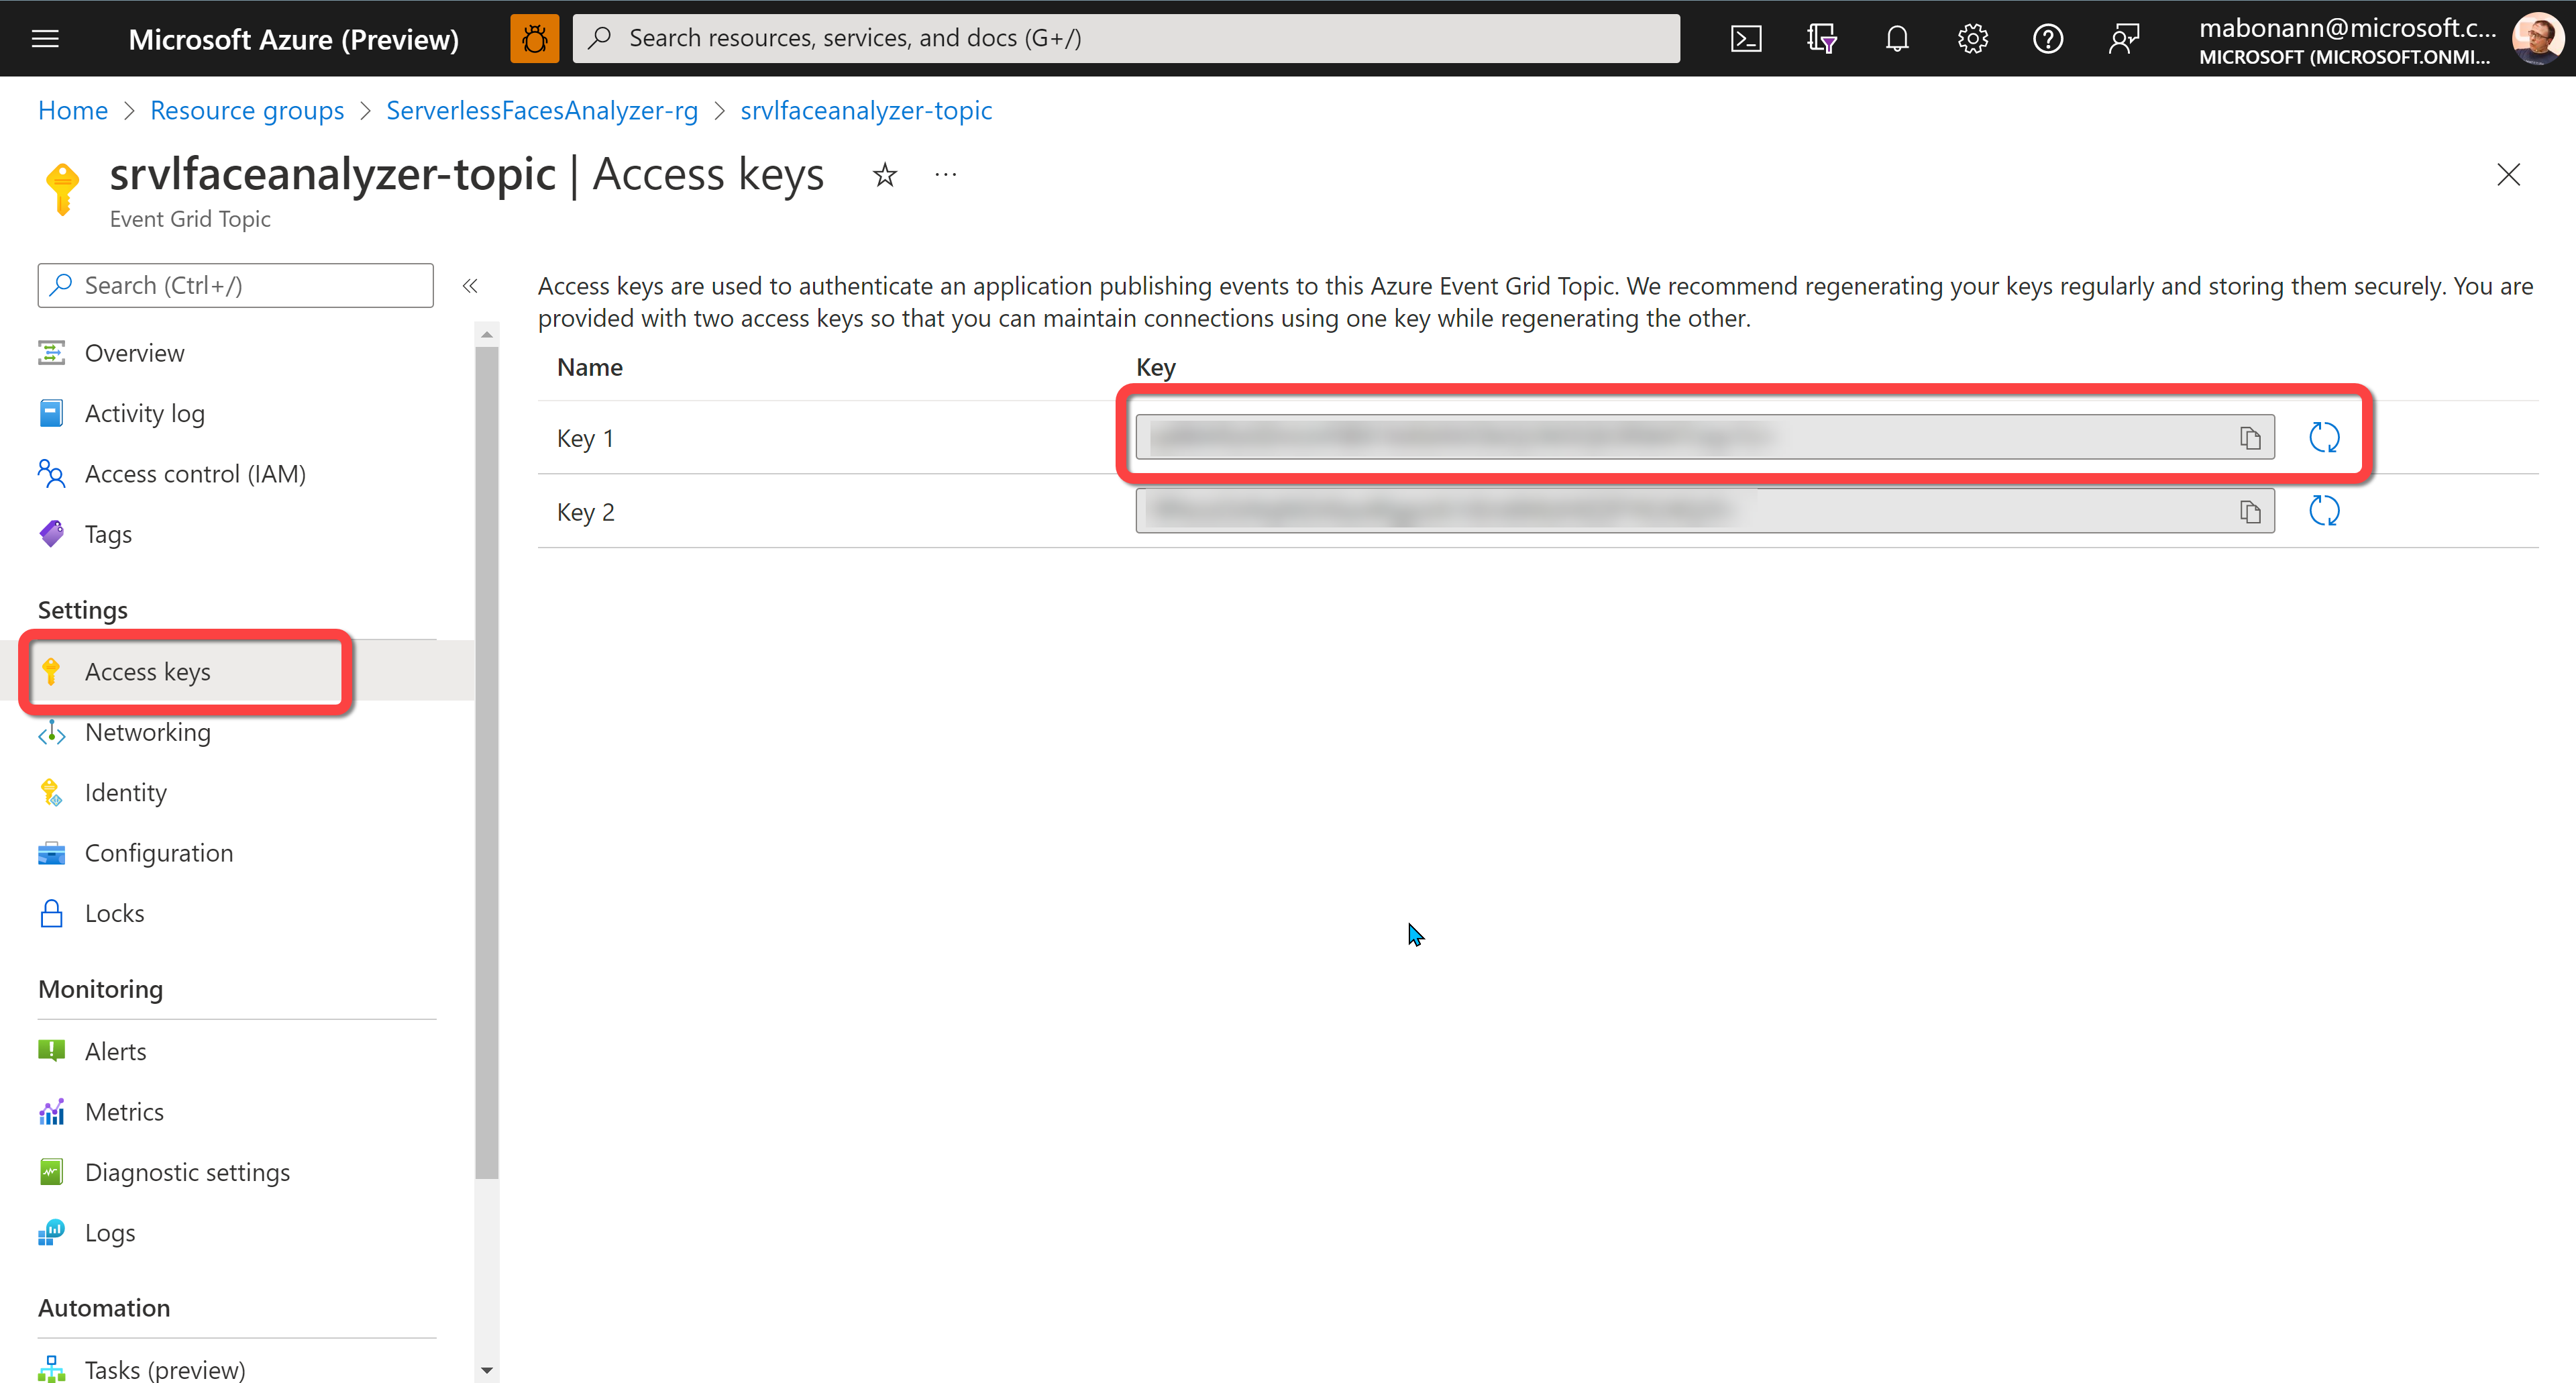 Microsoft Azure (Preview)
Search resources, services, and docs (G+/)
mabonann@microsoft.c...
MICROSOFT (MICROSOFT.ONMI...
Home > Resource groups > ServerlessFacesAnalyzer-rg > srvlfaceanalyzer-topic
srvlfaceanalyzer-topic | Access keys
Event Grid Topic
Search (Ctrl+/)
Overview
Activity log
Access control (IAM)
Tags
Settings
Access keys
Networking
Identity
Configuration
Locks
Monitoring
Alerts
Metrics
Diagnostic settings
Logs
Automation
Tasks (preview)
Access keys are used to authenticate an application publishing events to this Azure Event Grid Topic. We recommend regenerating your keys regularly and storing them securely. You are
provided with two access keys so that you can maintain connections using one key while regenerating the other.
Name Key
Key 1
Key 2